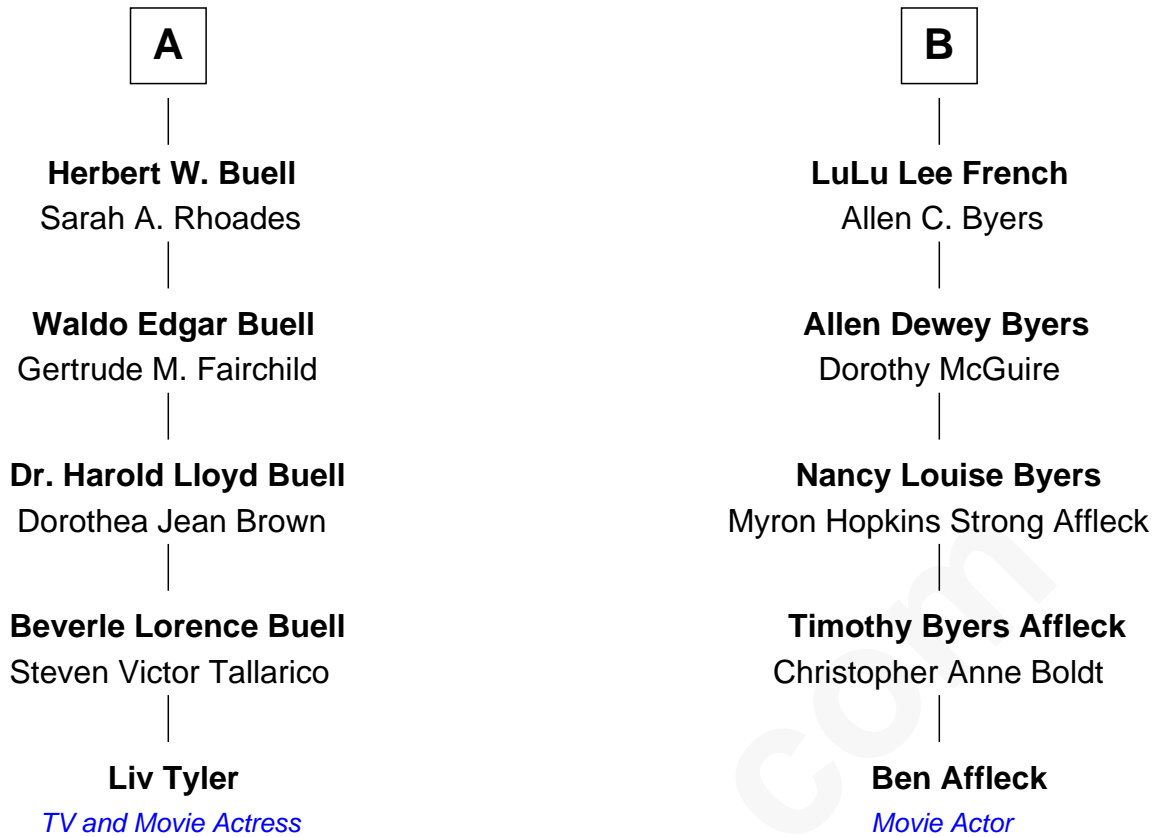 A
Herbert W. Buell
Sarah A. Rhoades
Waldo Edgar Buell
Gertrude M. Fairchild
Dr. Harold Lloyd Buell
Dorothea Jean Brown
Beverle Lorence Buell
Steven Victor Tallarico
Liv Tyler
TV and Movie Actress
B
LuLu Lee French
Allen C. Byers
Allen Dewey Byers
Dorothy McGuire
Nancy Louise Byers
Myron Hopkins Strong Affleck
Timothy Byers Affleck
Christopher Anne Boldt
Ben Affleck
Movie Actor
com